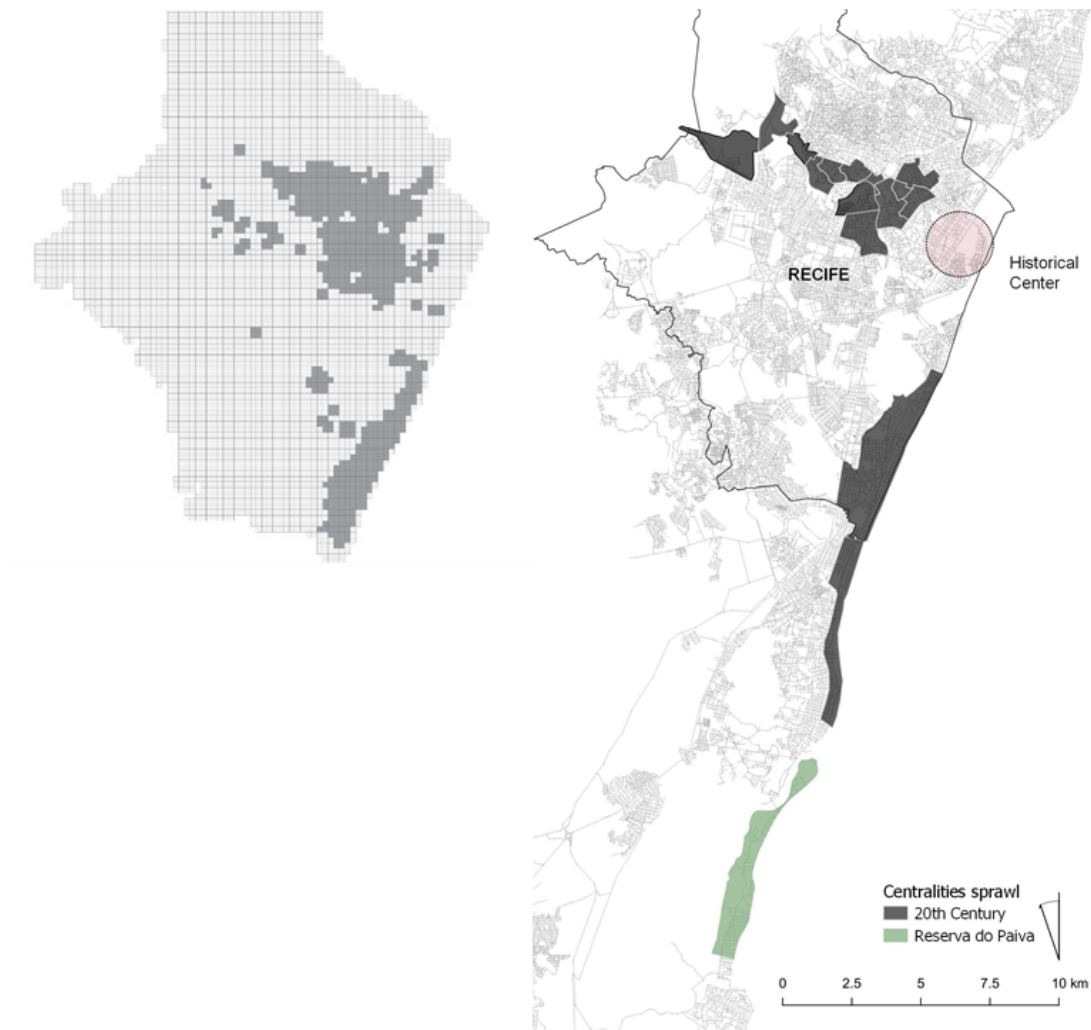 RECIFE
Historical
Center
Centralities sprawl
20th Century
Reserva do Paiva
0 2.5 5 7.5 10 km